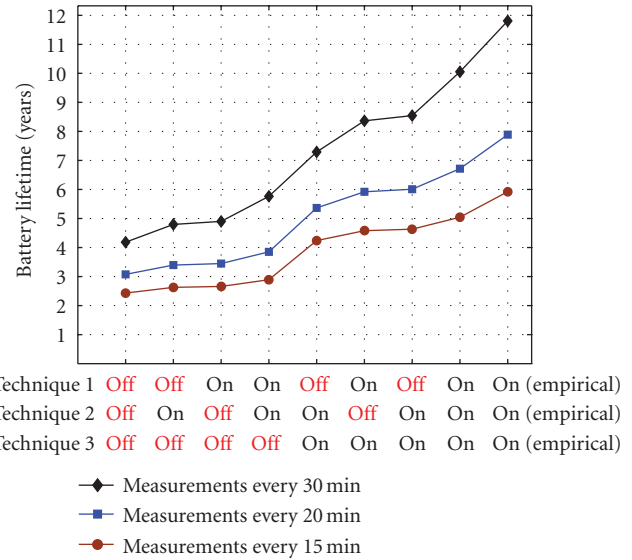 12
11
10
9
8
7
6
5
4
3
2
1
Battery lifetime (years)
Technique 1 Off Off On On Off On Off On On (empirical)
Technique 2 Off On Off On On Off On On On (empirical)
Technique 3 Off Off Off Off On On On On On (empirical)
Measurements every 30 min
Measurements every 20 min
Measurements every 15 min